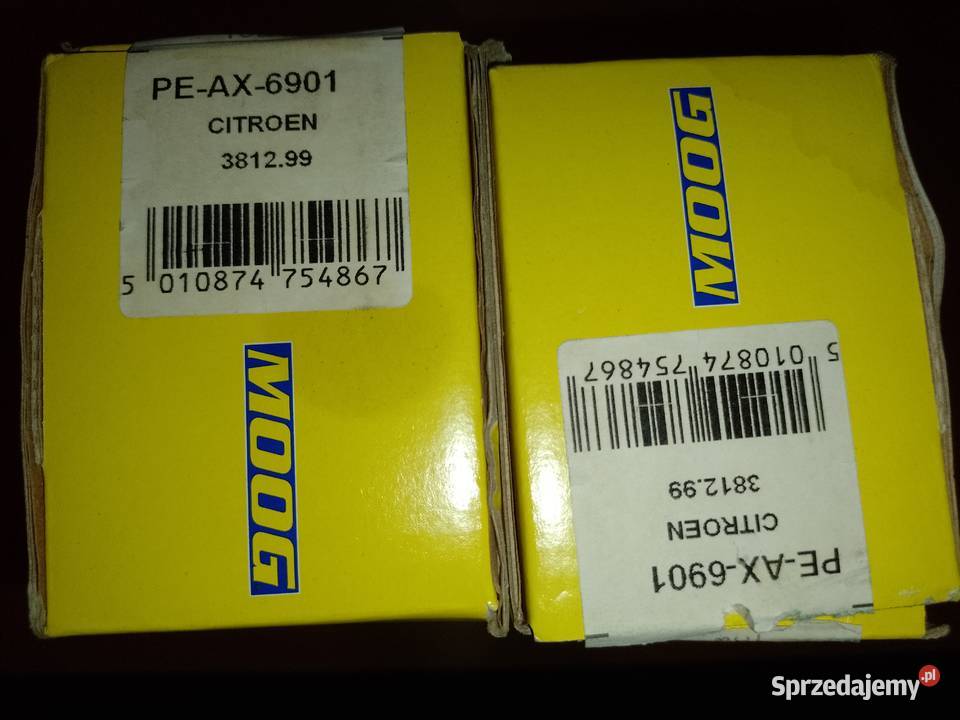 PE-AX-6901
CITROEN
3812.99
5 010874 754867
MOOG
MOOG
5 010874 754867
3812.99
CITROEN
PE-AX-6901
Sprzedajemy.pl